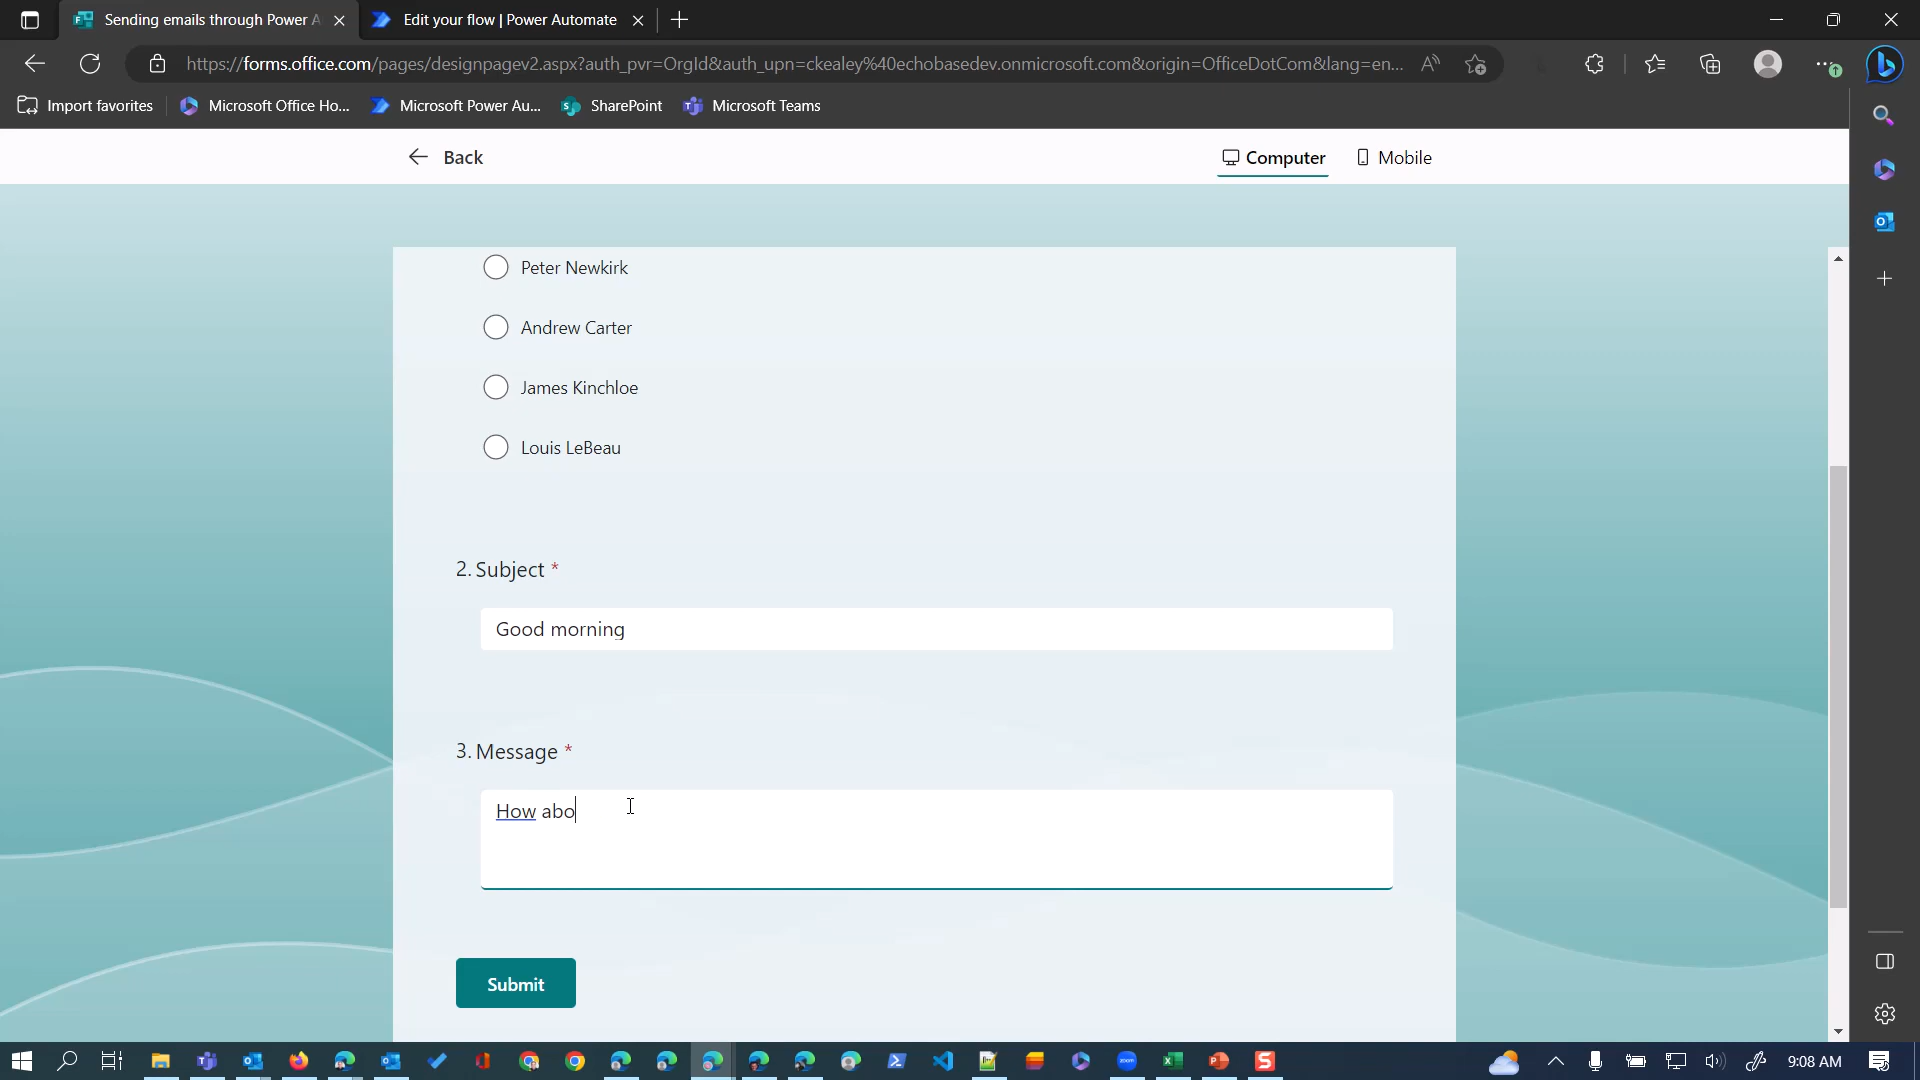 Sending emails through Power A
Edit your flow | Power Automate
https://forms.office.com/pages/designpagev2.aspx?auth_pvr=OrgId&auth_upn=ckealey%40echobasedev.onmicrosoft.com&origin=OfficeDotCom&lang=en...
Import favorites
Microsoft Office Ho...
Microsoft Power Au...
SharePoint
Microsoft Teams
Back
Computer
Mobile
Peter Newkirk
Andrew Carter
James Kinchloe
Louis LeBeau
2. Subject *
Good morning
3. Message *
How abo
Submit
9:08 AM